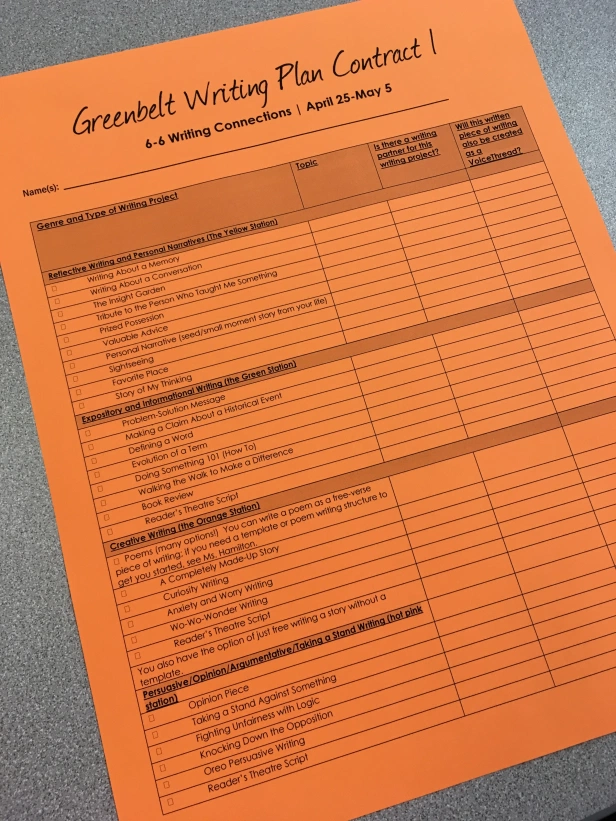 Greenbelt Writing Plan Contract 1
6-6 Writing Connections | April 25-May 5
Name(s):
Genre and Type of Writing Project
Topic
Is there a writing
partner for this
writing project?
Will this written
piece of writing
also be created
as a
VoiceThread?
Reflective Writing and Personal Narratives (The Yellow Station)
Writing About a Memory
Writing About a Conversation
The Insight Garden
Tribute to the Person Who Taught Me Something
Prized Possession
Valuable Advice
Personal Narrative (seed/small moment story from your life)
Sightseeing
Favorite Place
Story of My Thinking
Expository and Informational Writing (the Green Station)
Problem-Solution Message
Making a Claim About a Historical Event
Defining a Word
Evolution of a Term
Doing Something 101 (How To)
Walking the Walk to Make a Difference
Book Review
Reader's Theatre Script
Creative Writing (the Orange Station)
Poems (many options!) You can write a poem as a free-verse
piece of writing; if you need a template or poem writing structure to
get you started, see Ms. Hamilton.
A Completely Made-Up Story
Curiosity Writing
Anxiety and Worry Writing
Wo-Wo-Wonder Writing
Reader's Theatre Script
You also have the option of just free writing a story without a
template.
Persuasive/Opinion/Argumentative/Taking a Stand Writing (hot pink
station)
Opinion Piece
Taking a Stand Against Something
Fighting Unfairness with Logic
Knocking Down the Opposition
Oreo Persuasive Writing
Reader's Theatre Script